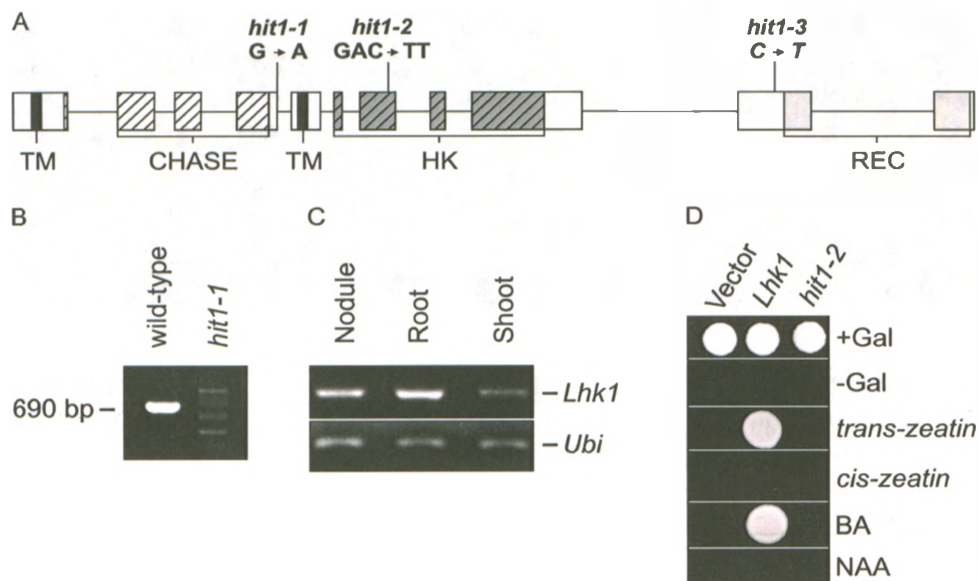 A
hit1-1
G → A
hit1-2
GAC → TT
hit1-3
C → T
TM
CHASE
TM
HK
REC
B
wild-type
hit1-1
690 bp
C
Nodule
Root
Shoot
Lhk1
Ubi
D
Vector
Lhk1
hit1-2
+Gal
-Gal
trans-zeatin
cis-zeatin
BA
NAA